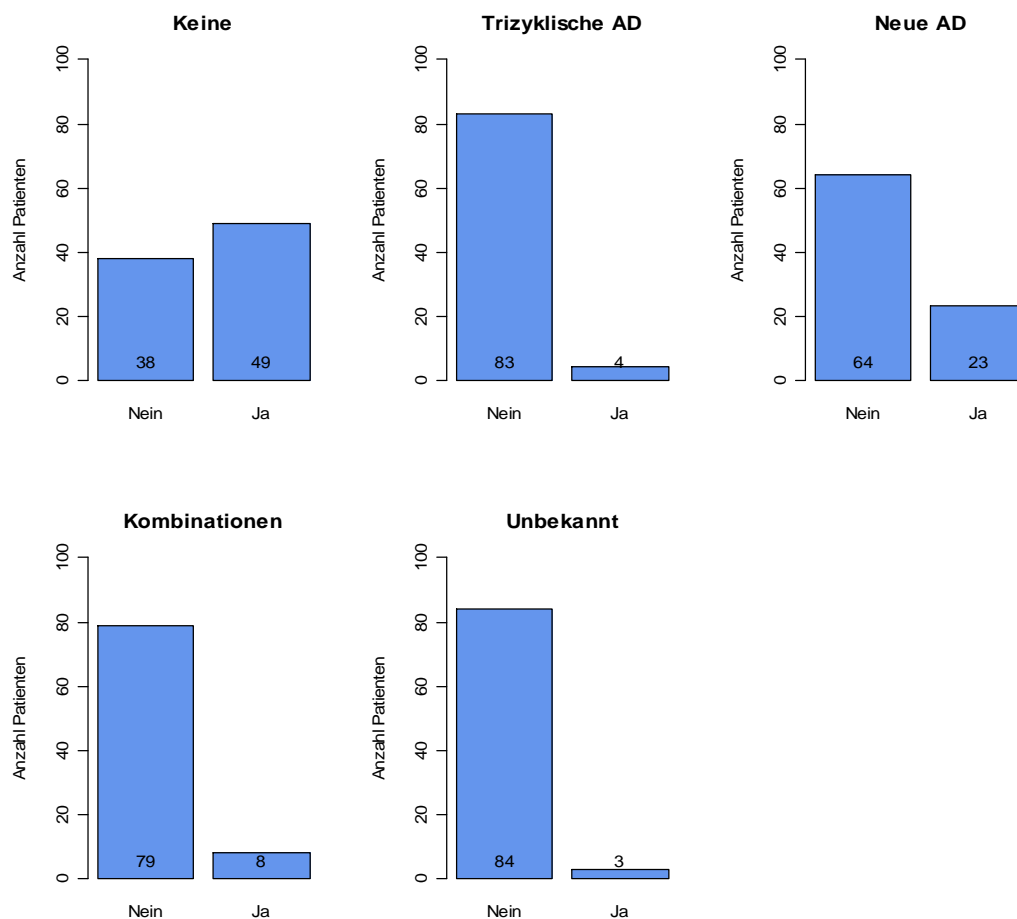 Keine
Anzahl Patienten
100
80
60
40
20
0
38
49
Nein
Ja
Trizyklische AD
Anzahl Patienten
100
80
60
40
20
0
83
4
Nein
Ja
Neue AD
Anzahl Patienten
100
80
60
40
20
0
64
23
Nein
Ja
Kombinationen
Anzahl Patienten
100
80
60
40
20
0
79
8
Nein
Ja
Unbekannt
Anzahl Patienten
100
80
60
40
20
0
84
3
Nein
Ja